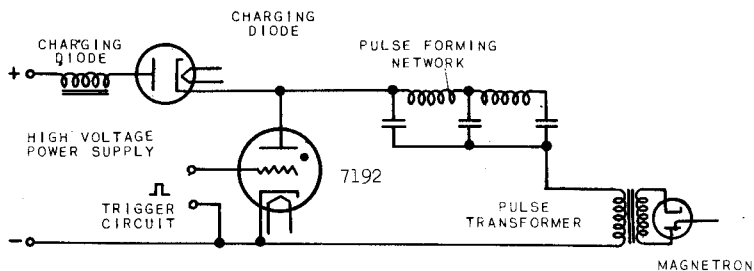 CHARGING
DIODE
CHARGING
DIODE
PULSE FORMING
NETWORK
+
HIGH VOLTAGE
POWER SUPPLY
7192
TRIGGER
CIRCUIT
PULSE
TRANSFORMER
-
MAGNETRON